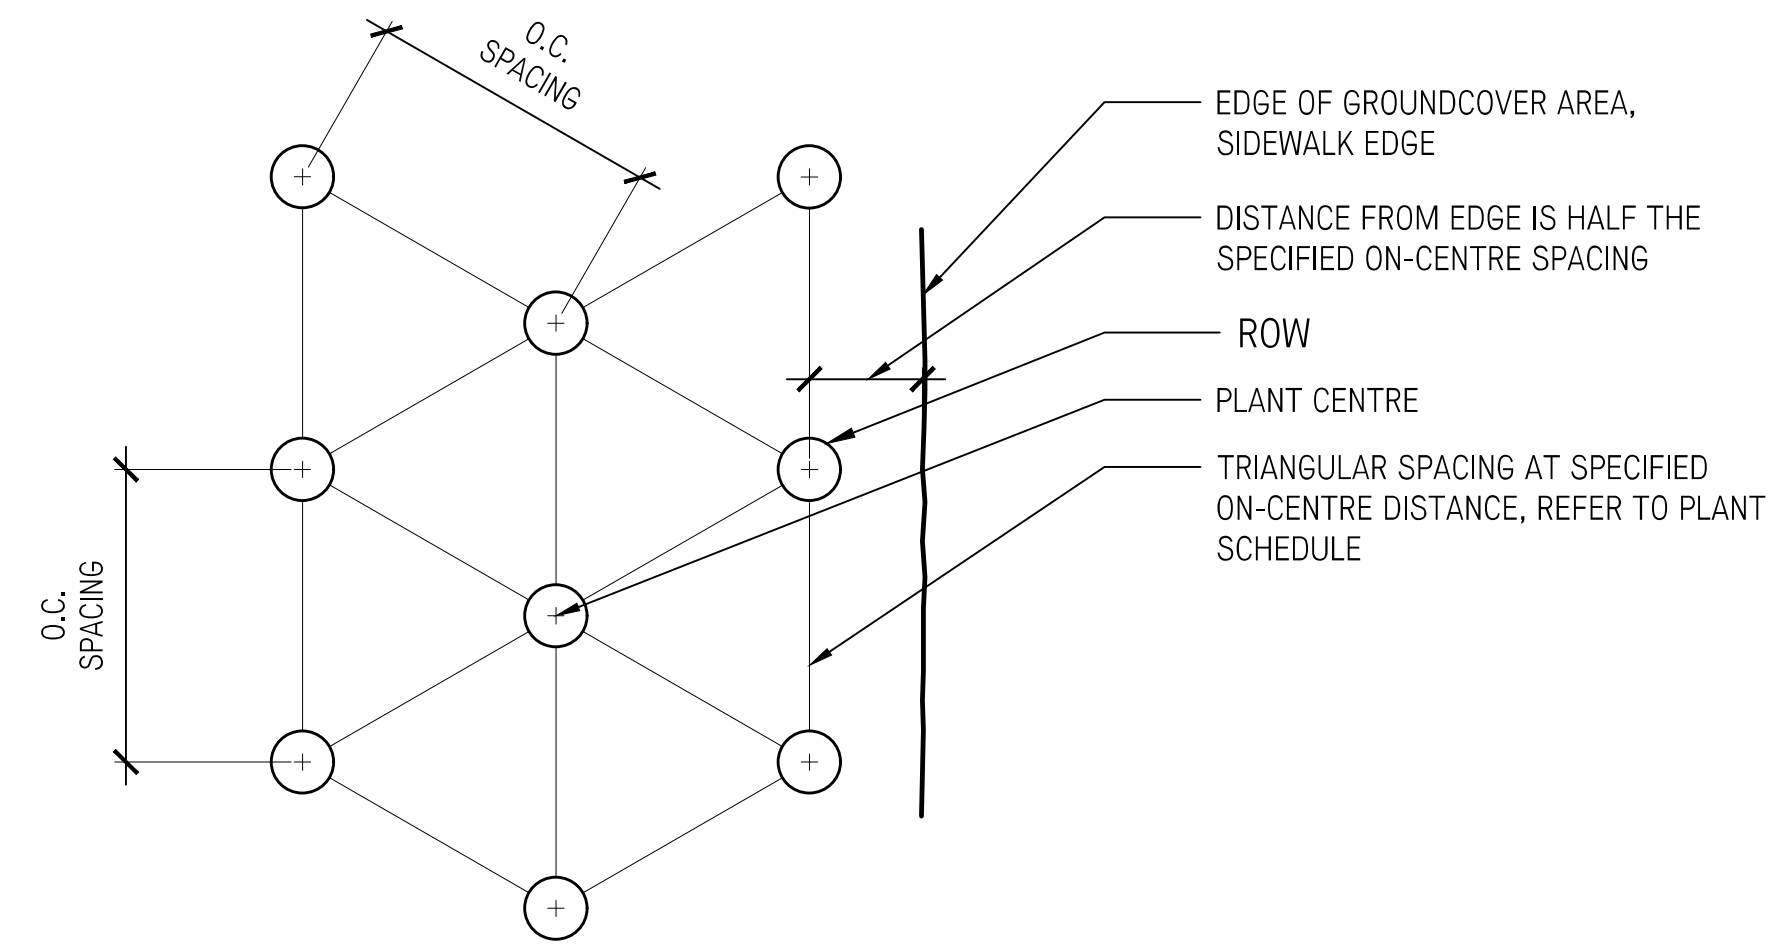 O.C.
SPACING
EDGE OF GROUNDCOVER AREA,
SIDEWALK EDGE
DISTANCE FROM EDGE IS HALF THE
SPECIFIED ON-CENTRE SPACING
ROW
PLANT CENTRE
TRIANGULAR SPACING AT SPECIFIED
ON-CENTRE DISTANCE, REFER TO PLANT
SCHEDULE
O.C.
SPACING